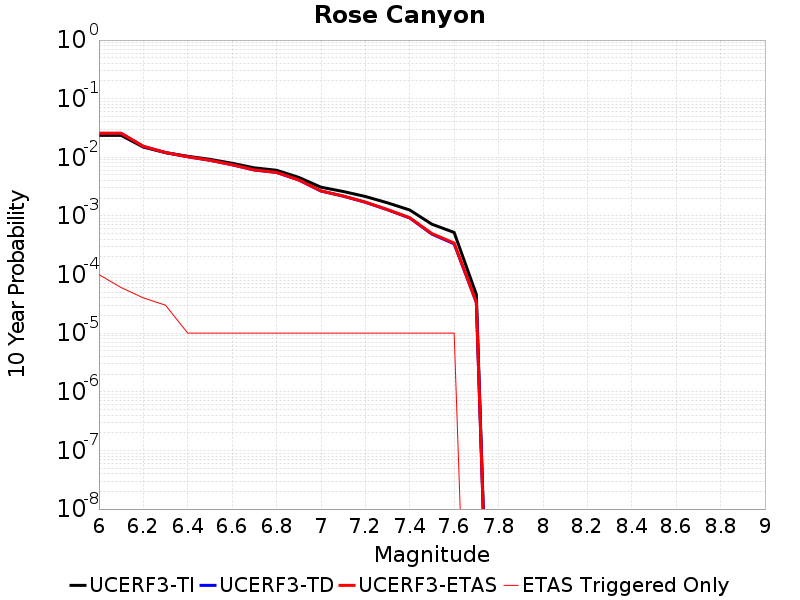 Rose Canyon
10^0
10^-1
10^-2
10^-3
10^-4
10^-5
10^-6
10^-7
10^-8
10 Year Probability
6 6.2 6.4 6.6 6.8 7 7.2 7.4 7.6 7.8 8 8.2 8.4 8.6 8.8 9
Magnitude
UCERF3-TI UCERF3-TD UCERF3-ETAS ETAS Triggered Only